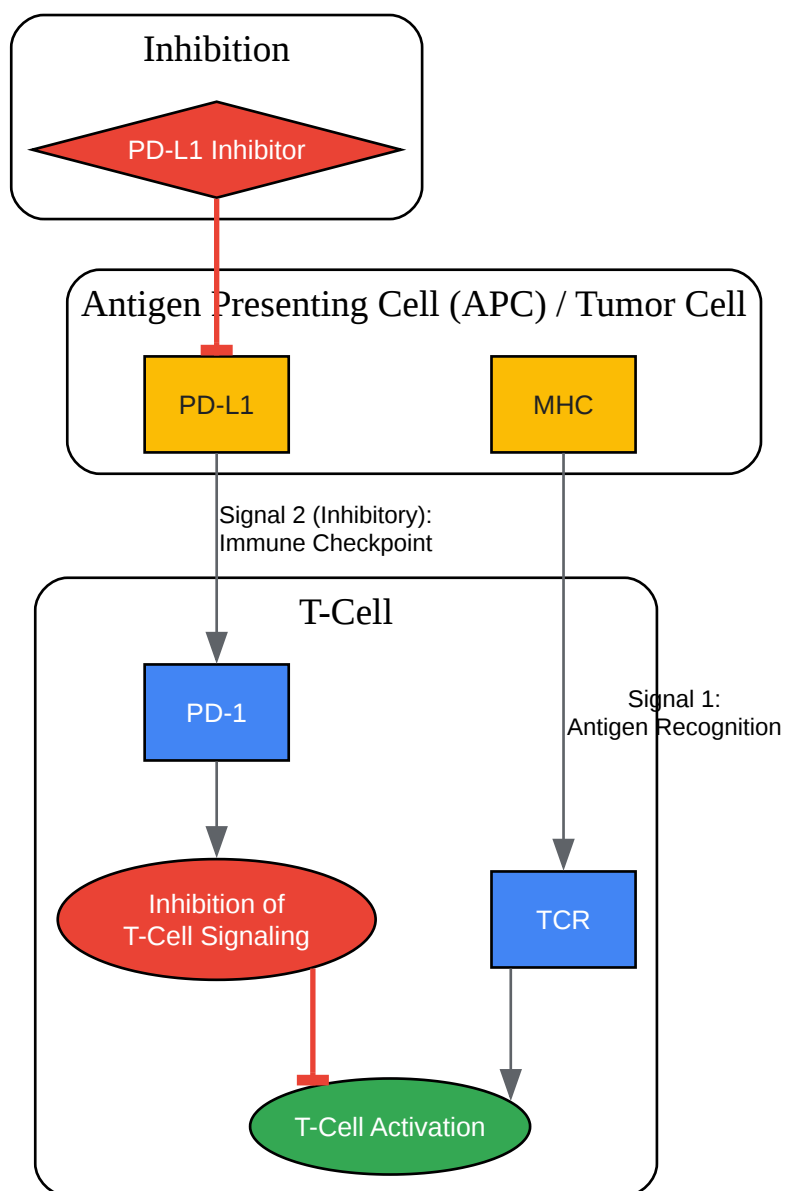 Inhibition
PD-L1 Inhibitor
Antigen Presenting Cell (APC) / Tumor Cell
PD-L1
MHC
Signal 2 (Inhibitory):
Immune Checkpoint
T-Cell
PD-1
Signal 1:
Antigen Recognition
Inhibition of
T-Cell Signaling
TCR
T-Cell Activation